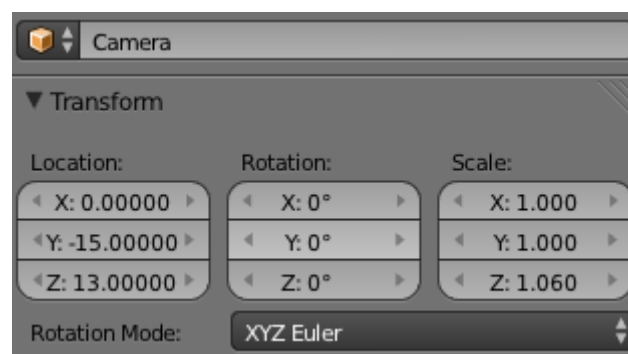 Camera
Transform
Location: Rotation: Scale:
X: 0.00000 X: 0° X: 1.000
Y: -15.00000 Y: 0° Y: 1.000
Z: 13.00000 Z: 0° Z: 1.060
Rotation Mode: XYZ Euler